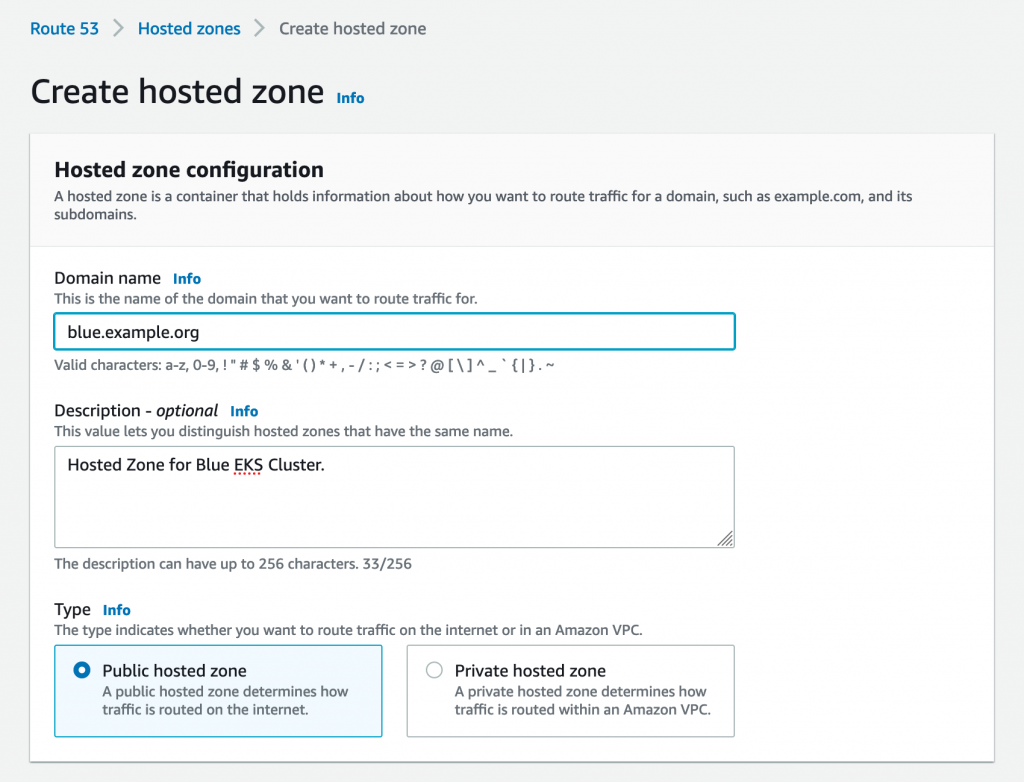 Route 53 > Hosted zones > Create hosted zone
Create hosted zone Info
Hosted zone configuration
A hosted zone is a container that holds information about how you want to route traffic for a domain, such as example.com, and its
subdomains.
Domain name Info
This is the name of the domain that you want to route traffic for.
blue.example.org
Valid characters: a-z, 0-9, ! " # $ % & ' ( ) * + , - / : ; < = > ? @ [ \ ] ^ _ ` { | } . ~
Description - optional Info
This value lets you distinguish hosted zones that have the same name.
Hosted Zone for Blue EKS Cluster.
The description can have up to 256 characters. 33/256
Type Info
The type indicates whether you want to route traffic on the internet or in an Amazon VPC.
Public hosted zone
A public hosted zone determines how
traffic is routed on the internet.
Private hosted zone
A private hosted zone determines how
traffic is routed within an Amazon VPC.